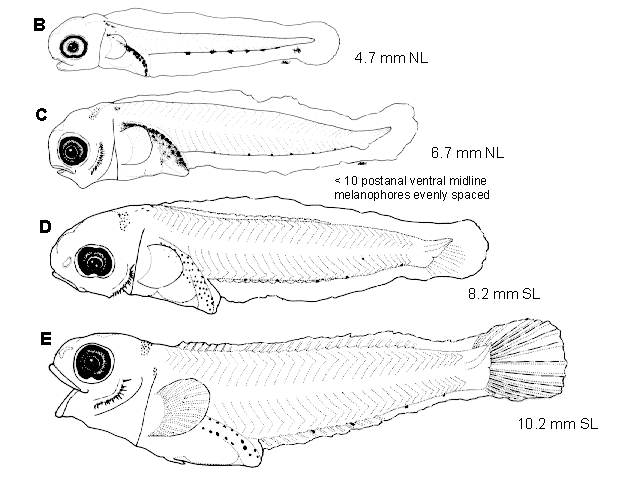 B
4.7 mm NL
C
6.7 mm NL
< 10 postanal ventral midline
melanophores evenly spaced
D
8.2 mm SL
E
10.2 mm SL